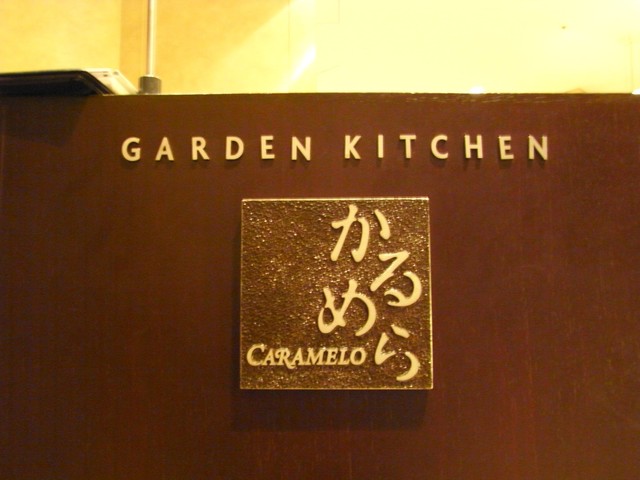 GARDEN KITCHEN
かるめら
CARAMELO